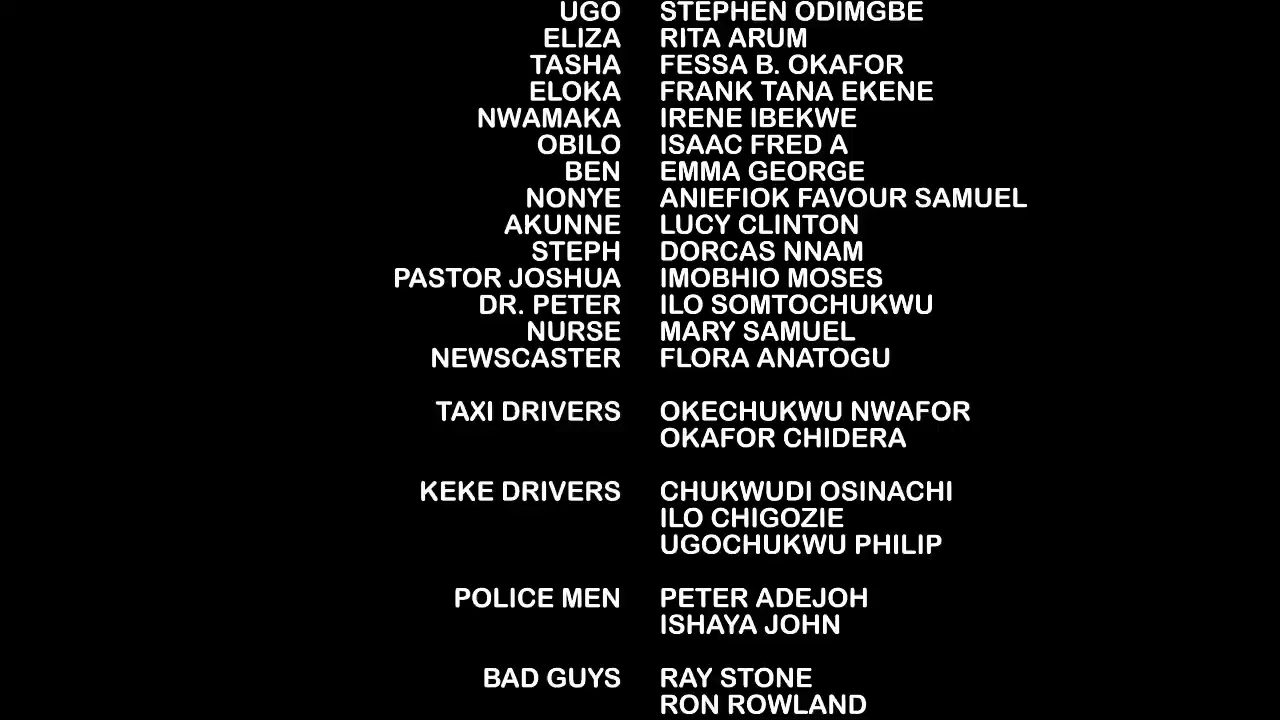 UGO STEPHEN ODIMGBE
ELIZA RITA ARUM
TASHA FESSA B. OKAFOR
ELOKA FRANK TANA EKENE
NWAMAKA IRENE IBEKWE
OBILO ISAAC FRED A
BEN EMMA GEORGE
NONYE ANIEFIOK FAVOUR SAMUEL
AKUNNE LUCY CLINTON
STEPH DORCAS NNAM
PASTOR JOSHUA IMOBHIO MOSES
DR. PETER ILO SOMTOCHUKWU
NURSE MARY SAMUEL
NEWSCASTER FLORA ANATOGU
TAXI DRIVERS OKECHUKWU NWAFOR
OKAFOR CHIDERA
KEKE DRIVERS CHUKWUDI OSINACHI
ILO CHIGOZIE
UGOCHUKWU PHILIP
POLICE MEN PETER ADEJOH
ISHAYA JOHN
BAD GUYS RAY STONE
RON ROWLAND